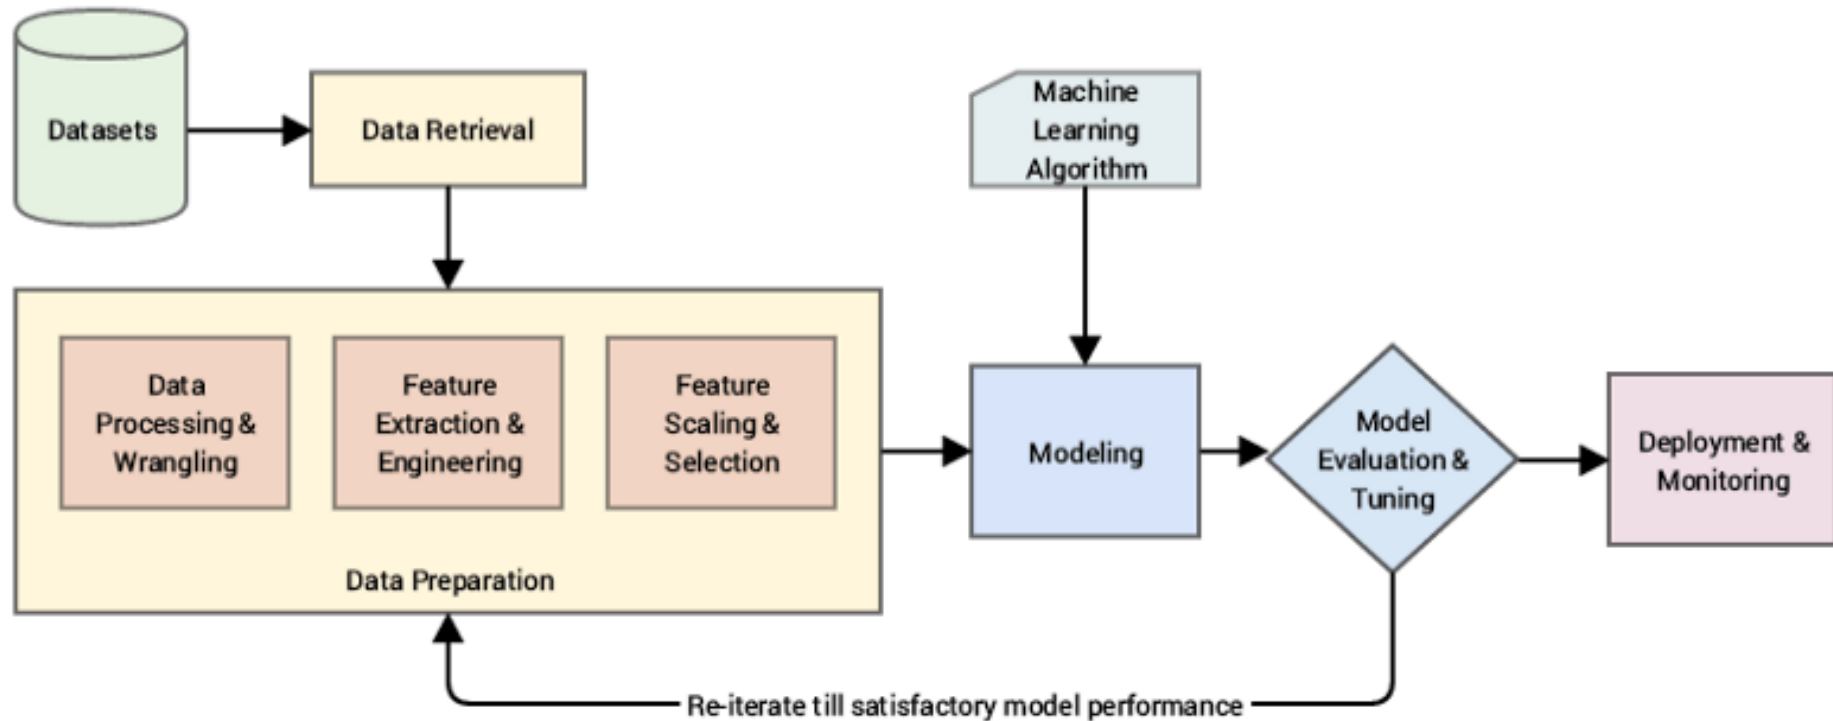 Datasets
Data Retrieval
Machine
Learning
Algorithm
Data
Processing &
Wrangling
Feature
Extraction &
Engineering
Feature
Scaling &
Selection
Data Preparation
Modeling
Model
Evaluation &
Tuning
Deployment &
Monitoring
Re-iterate till satisfactory model performance